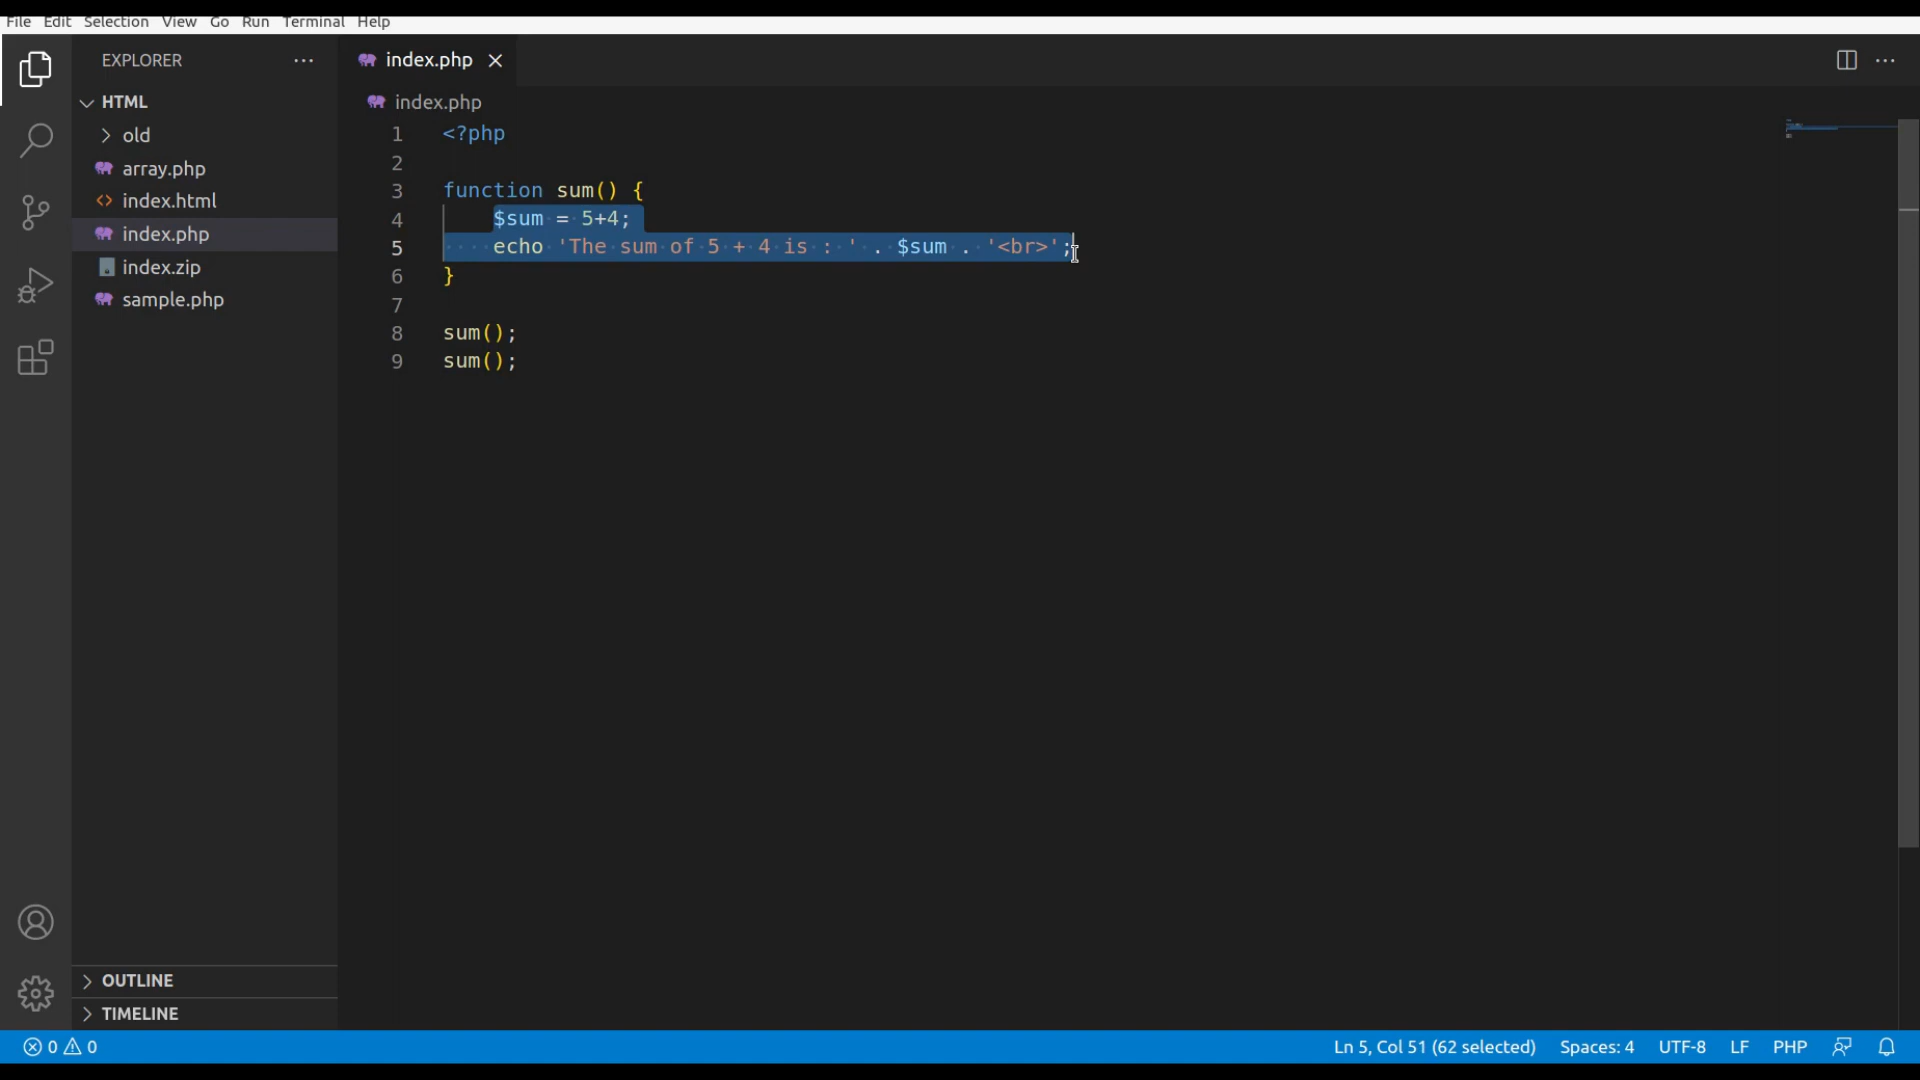 File Edit Selection View Go Run Terminal Help
EXPLORER
HTML
old
array.php
index.html
index.php
index.zip
sample.php
OUTLINE
TIMELINE
index.php
index.php
1 <?php
2
3 function sum() {
4 $sum = 5+4;
5 echo 'The sum of 5 + 4 is : ' . $sum . '<br>';
6 }
7
8 sum();
9 sum();
0 0
Ln 5, Col 51 (62 selected) Spaces: 4 UTF-8 LF PHP